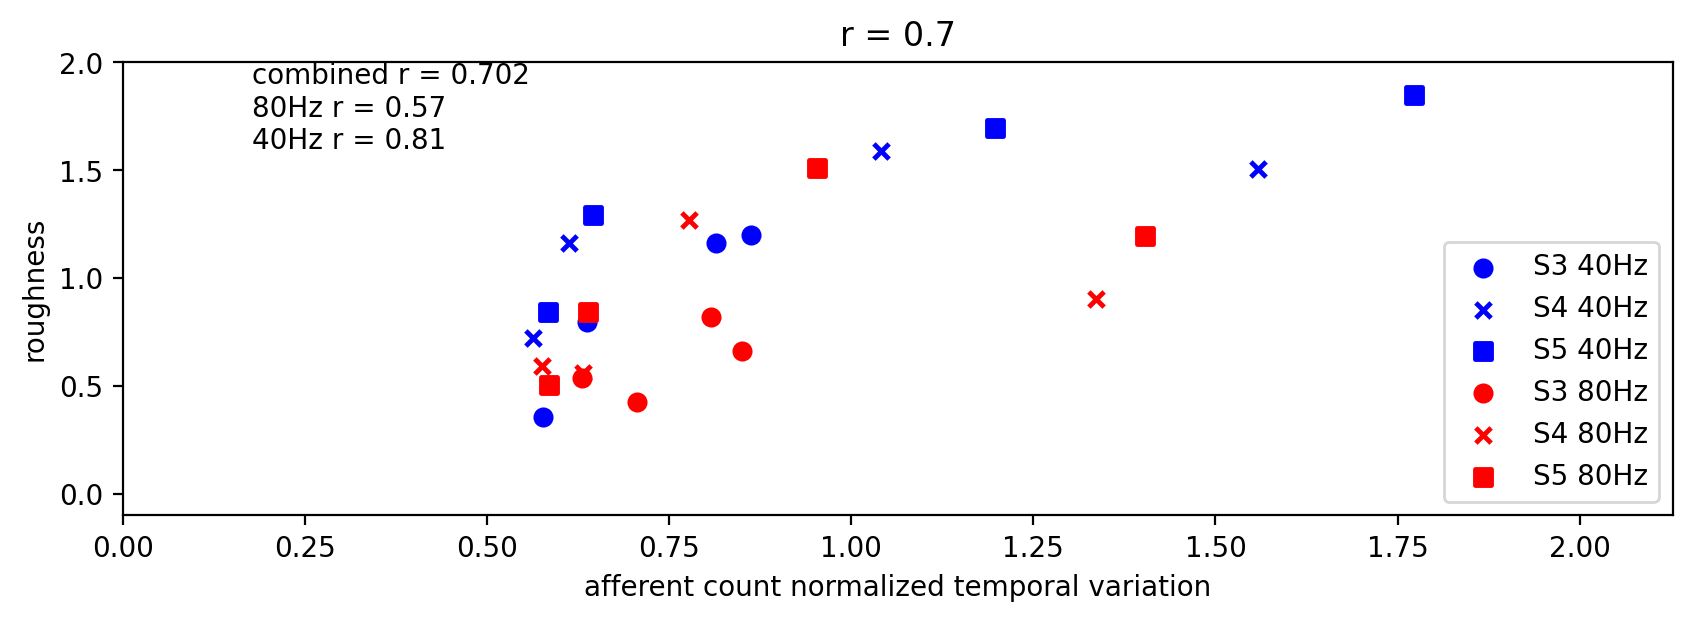 r = 0.7
combined r = 0.702
80Hz r = 0.57
40Hz r = 0.81
2.0
1.5
1.0
0.5
0.0
roughness
S3 40Hz
S4 40Hz
S5 40Hz
S3 80Hz
S4 80Hz
S5 80Hz
0.00 0.25 0.50 0.75 1.00 1.25 1.50 1.75 2.00
afferent count normalized temporal variation